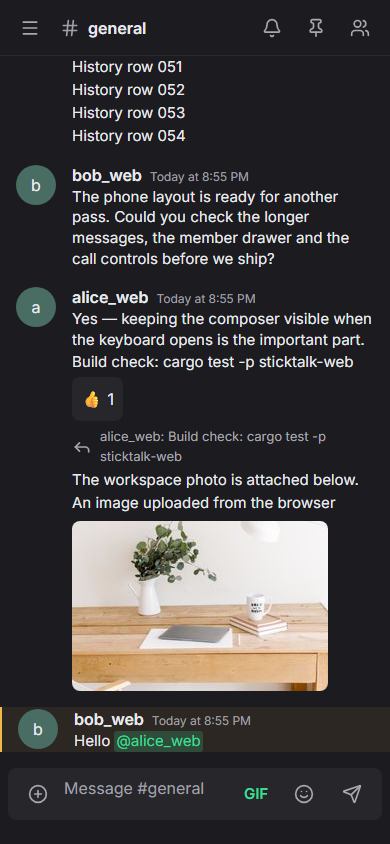 # general
History row 051
History row 052
History row 053
History row 054
b
bob_web Today at 8:55 PM
The phone layout is ready for another
pass. Could you check the longer
messages, the member drawer and the
call controls before we ship?
a
alice_web Today at 8:55 PM
Yes — keeping the composer visible when
the keyboard opens is the important part.
Build check: cargo test -p sticktalk-web
👍 1
alice_web: Build check: cargo test -p
sticktalk-web
The workspace photo is attached below.
An image uploaded from the browser
b
bob_web Today at 8:55 PM
Hello @alice_web
Message #general
GIF